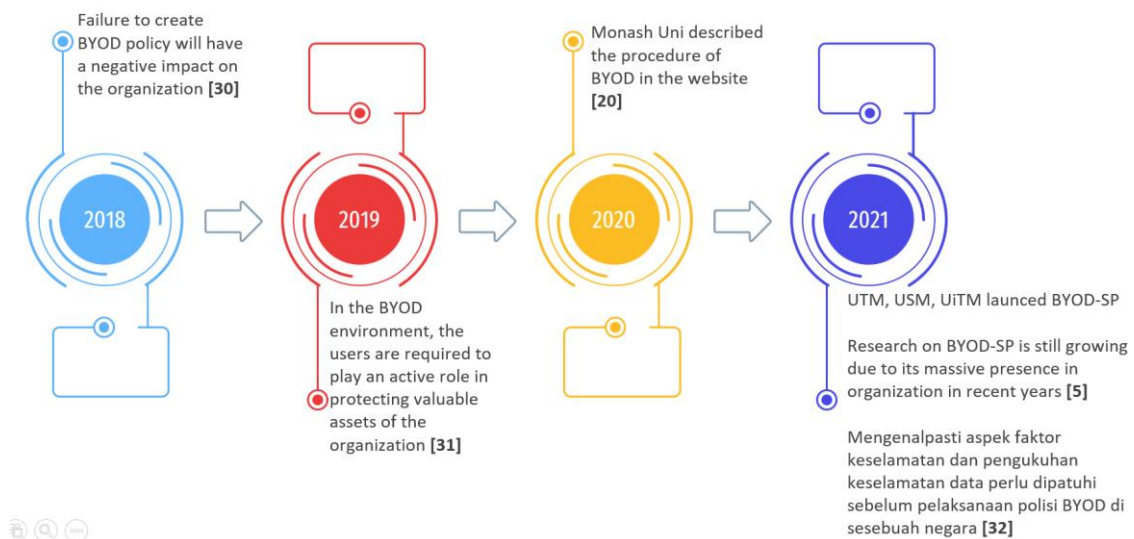 Failure to create
BYOD policy will have
a negative impact on
the organization [30]
2018
2019
In the BYOD
environment, the
users are required to
play an active role in
protecting valuable
assets of the
organization [31]
Monash Uni described
the procedure of
BYOD in the website
[20]
2020
2021
UTM, USM, UiTM launced BYOD-SP
Research on BYOD-SP is still growing
due to its massive presence in
organization in recent years [5]
Mengenalpasti aspek faktor
keselamatan dan pengukuhan
keselamatan data perlu dipatuhi
sebelum pelaksanaan polisi BYOD di
sesebuah negara [32]